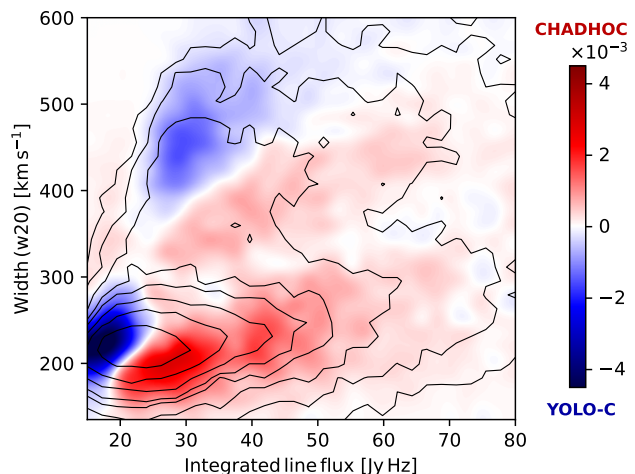 CHADHOC
×10⁻³
600
500
400
300
200
Width (w20) [km s⁻¹]
20 30 40 50 60 70 80
Integrated line flux [Jy Hz]
4
2
0
−2
−4
YOLO-C